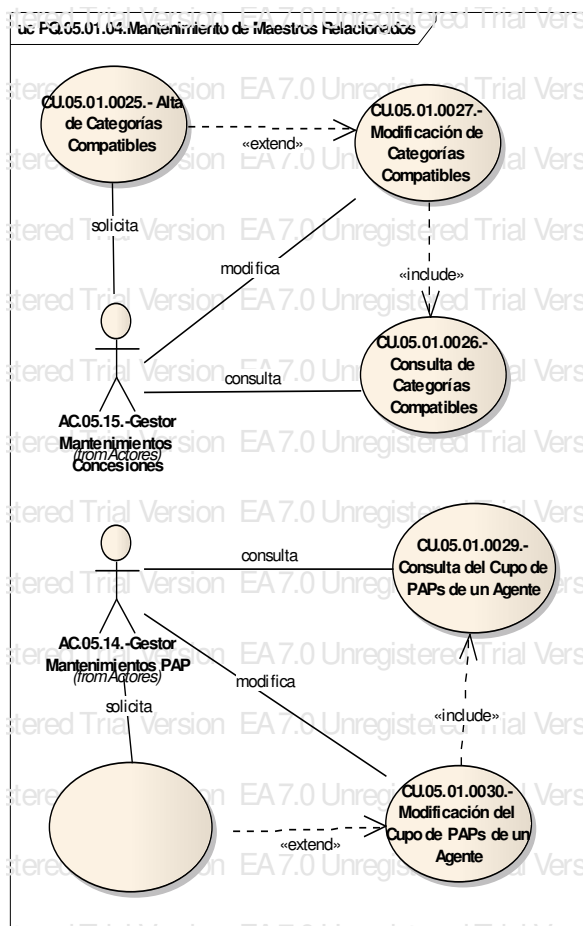 uc PQ.05.01.04.Mantenimiento de Maestros Relacionados
CU.05.01.0025.- Alta
de Categorías
Compatibles
CU.05.01.0027.-
Modificación de
Categorías
Compatibles
«extend»
solicita
modifica
«include»
CU.05.01.0026.-
Consulta de
Categorías
Compatibles
consulta
AC.05.15.-Gestor
Mantenimientos
Concesiones
(from Actores)
CU.05.01.0029.-
Consulta del Cupo de
PAPs de un Agente
consulta
AC.05.14.-Gestor
Mantenimientos PAP
(from Actores)
modifica
solicita
«include»
CU.05.01.0030.-
Modificación del
Cupo de PAPs de un
Agente
«extend»
EA 7.0 Unregistered Trial Version